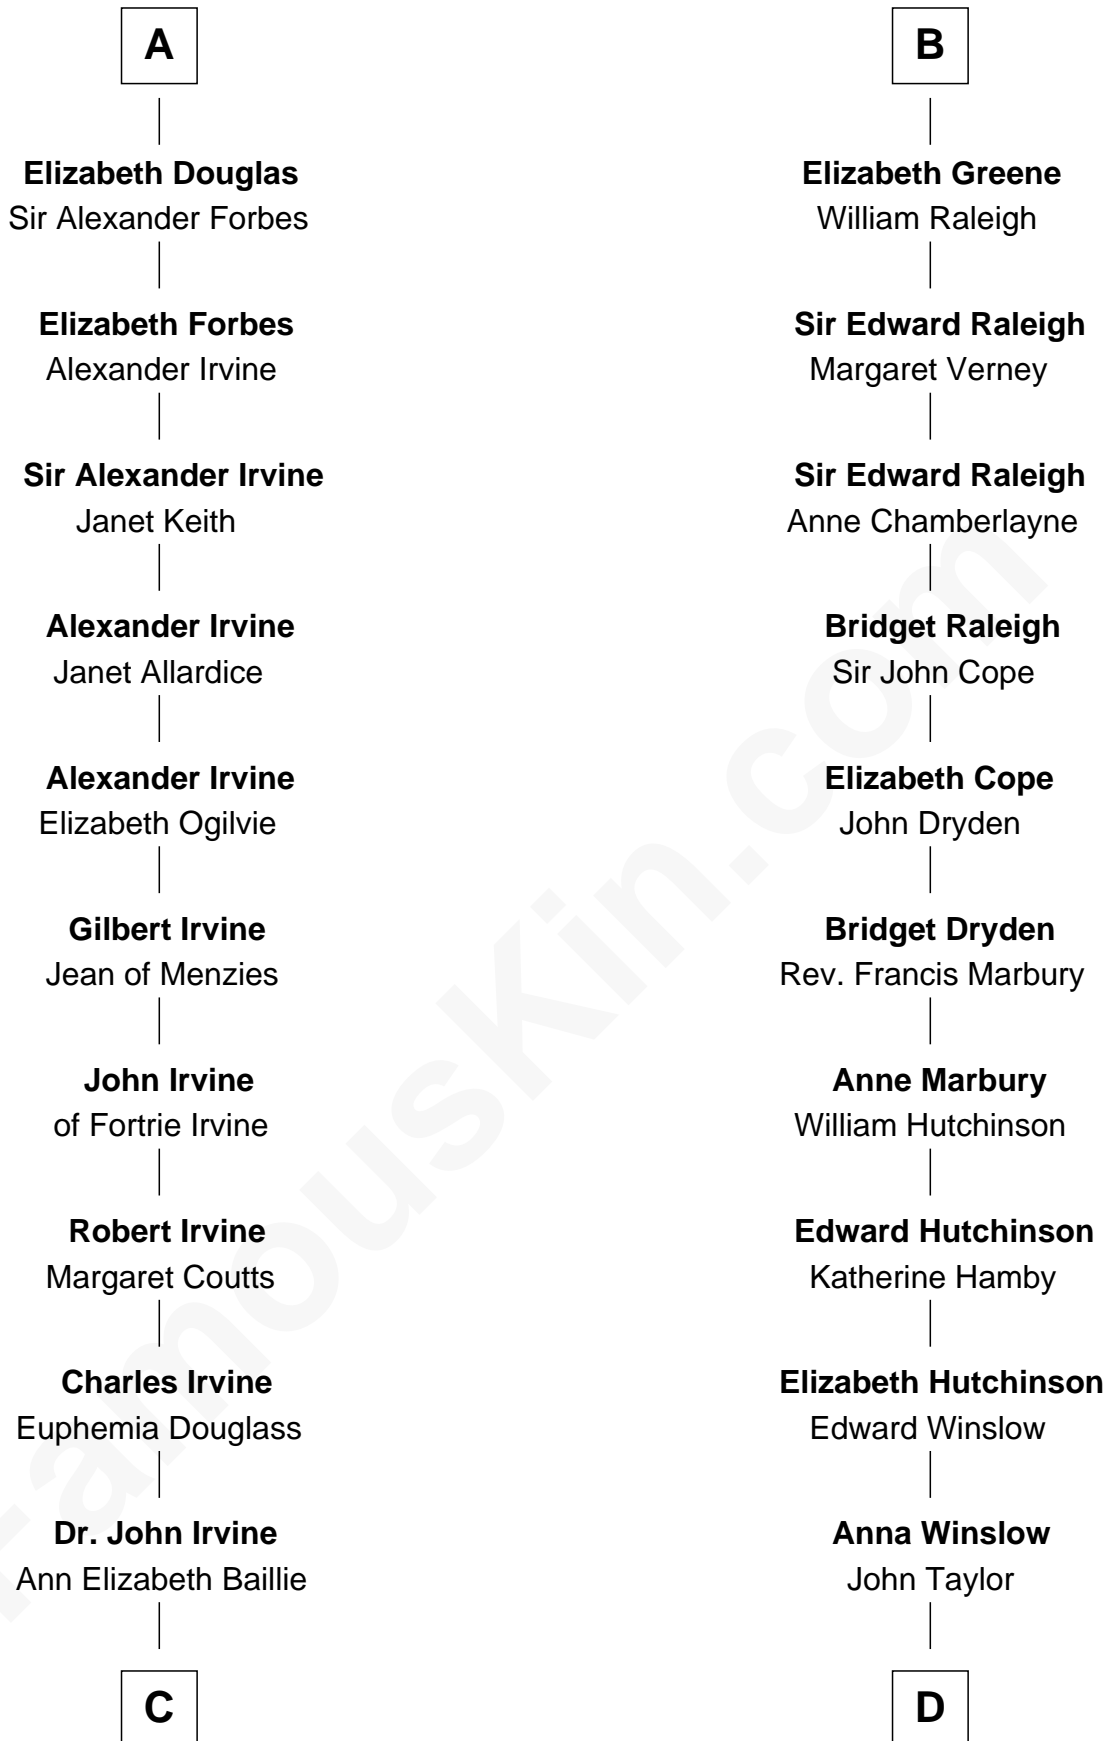 A
Elizabeth Douglas
Sir Alexander Forbes
Elizabeth Forbes
Alexander Irvine
Sir Alexander Irvine
Janet Keith
Alexander Irvine
Janet Allardice
Alexander Irvine
Elizabeth Ogilvie
Gilbert Irvine
Jean of Menzies
John Irvine
of Fortrie Irvine
Robert Irvine
Margaret Coutts
Charles Irvine
Euphemia Douglass
Dr. John Irvine
Ann Elizabeth Baillie
C
B
Elizabeth Greene
William Raleigh
Sir Edward Raleigh
Margaret Verney
Sir Edward Raleigh
Anne Chamberlayne
Bridget Raleigh
Sir John Cope
Elizabeth Cope
John Dryden
Bridget Dryden
Rev. Francis Marbury
Anne Marbury
William Hutchinson
Edward Hutchinson
Katherine Hamby
Elizabeth Hutchinson
Edward Winslow
Anna Winslow
John Taylor
D
FamousKin.com